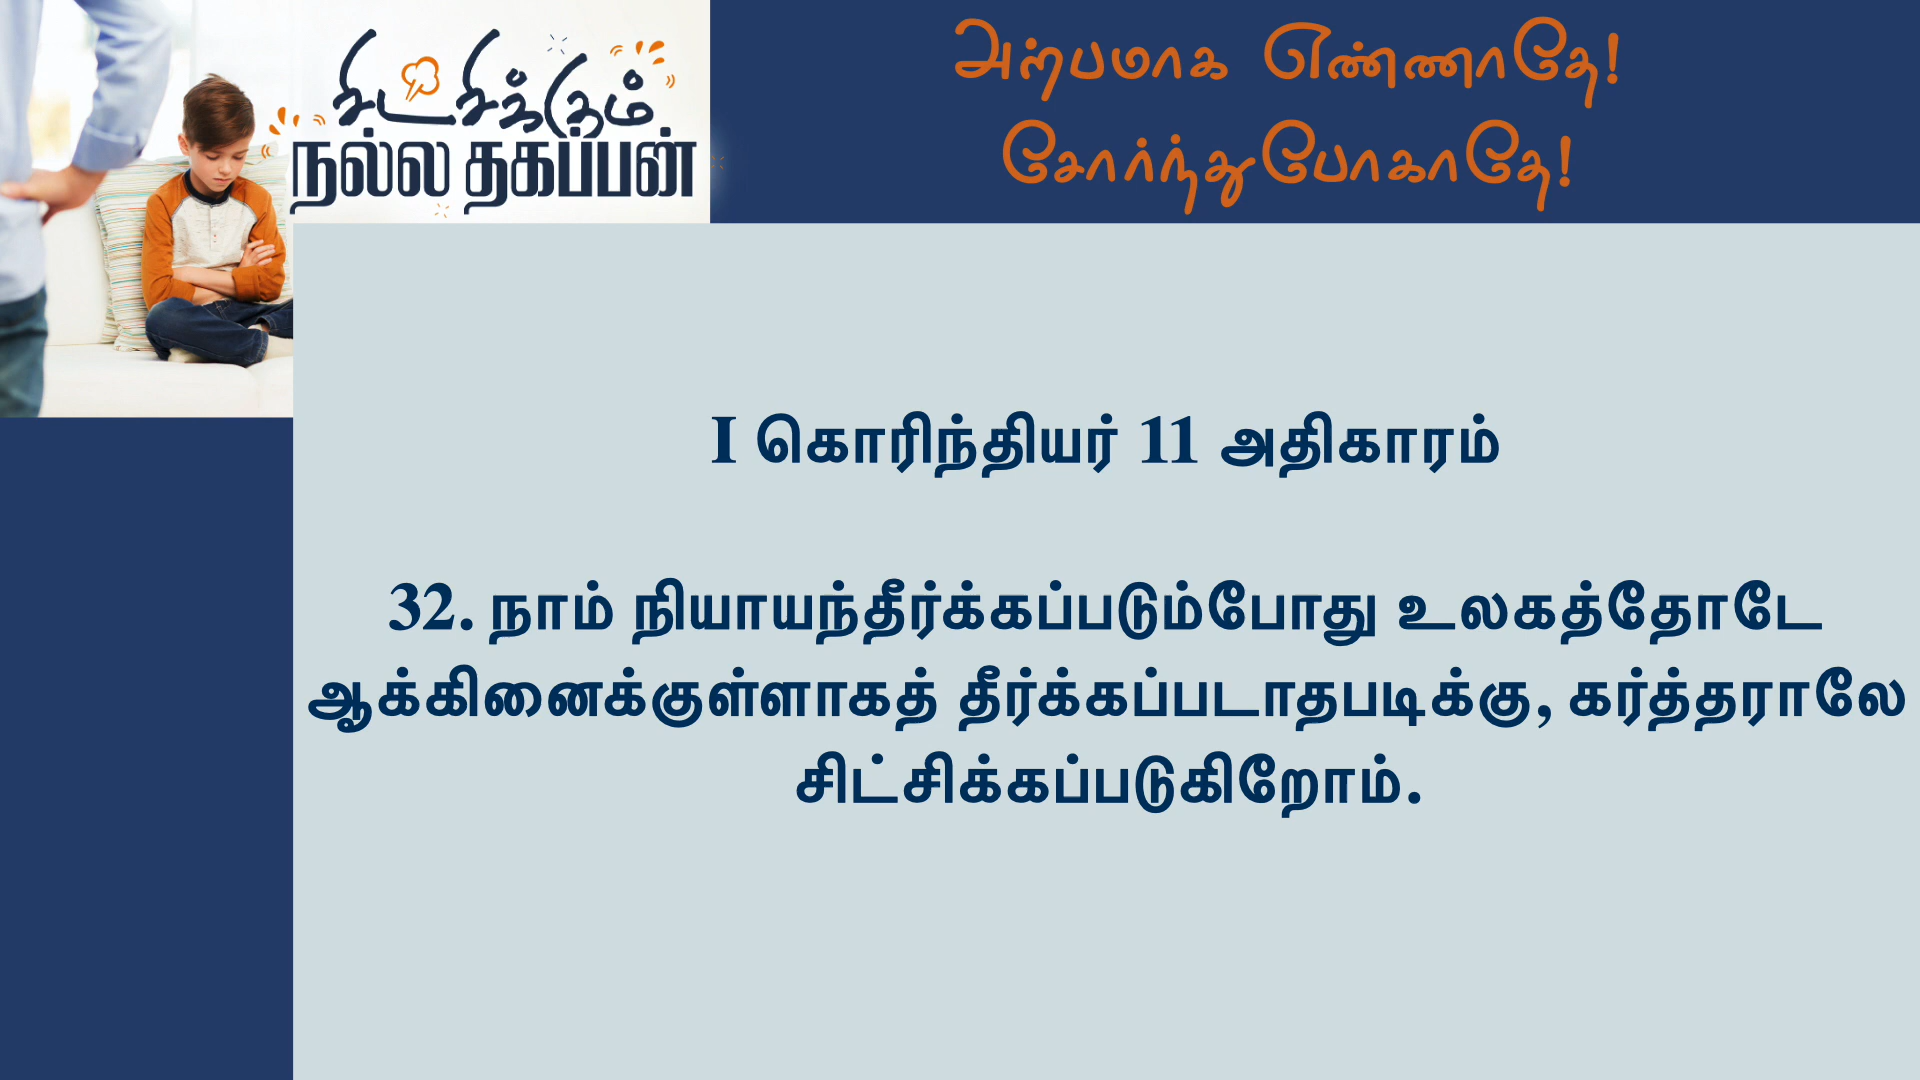 சிட்சிக்கும்
நல்ல தகப்பன்
அற்பமாக எண்ணாதே!
சோர்ந்துபோகாதே!
I கொரிந்தியர் 11 அதிகாரம்
32. நாம் நியாயந்தீர்க்கப்படும்போது உலகத்தோடே
ஆக்கினைக்குள்ளாகத் தீர்க்கப்படாதபடிக்கு, கர்த்தராலே
சிட்சிக்கப்படுகிறோம்.